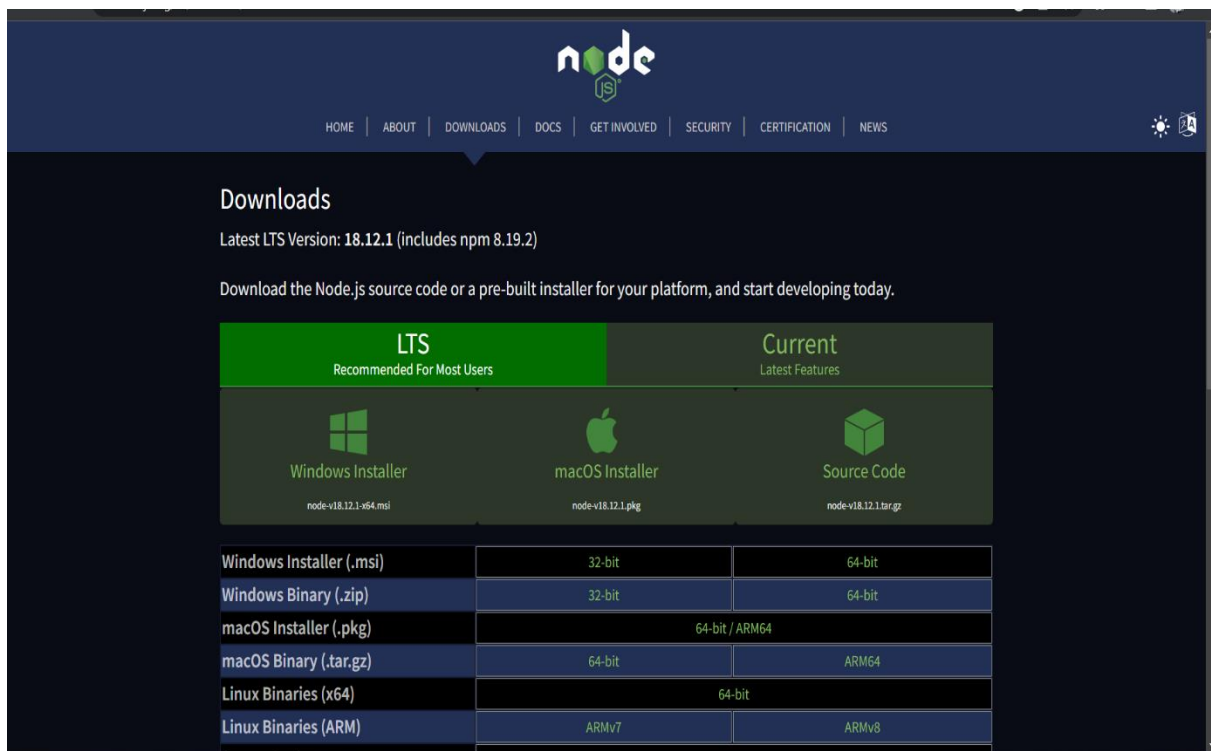 node
JS
HOME | ABOUT | DOWNLOADS | DOCS | GET INVOLVED | SECURITY | CERTIFICATION | NEWS
Downloads
Latest LTS Version: 18.12.1 (includes npm 8.19.2)
Download the Node.js source code or a pre-built installer for your platform, and start developing today.
LTS
Recommended For Most Users
Current
Latest Features
Windows Installer
node-v18.12.1-x64.msi
macOS Installer
node-v18.12.1.pkg
Source Code
node-v18.12.1.tar.gz
Windows Installer (.msi) 32-bit 64-bit
Windows Binary (.zip) 32-bit 64-bit
macOS Installer (.pkg) 64-bit / ARM64
macOS Binary (.tar.gz) 64-bit ARM64
Linux Binaries (x64) 64-bit
Linux Binaries (ARM) ARMv7 ARMv8